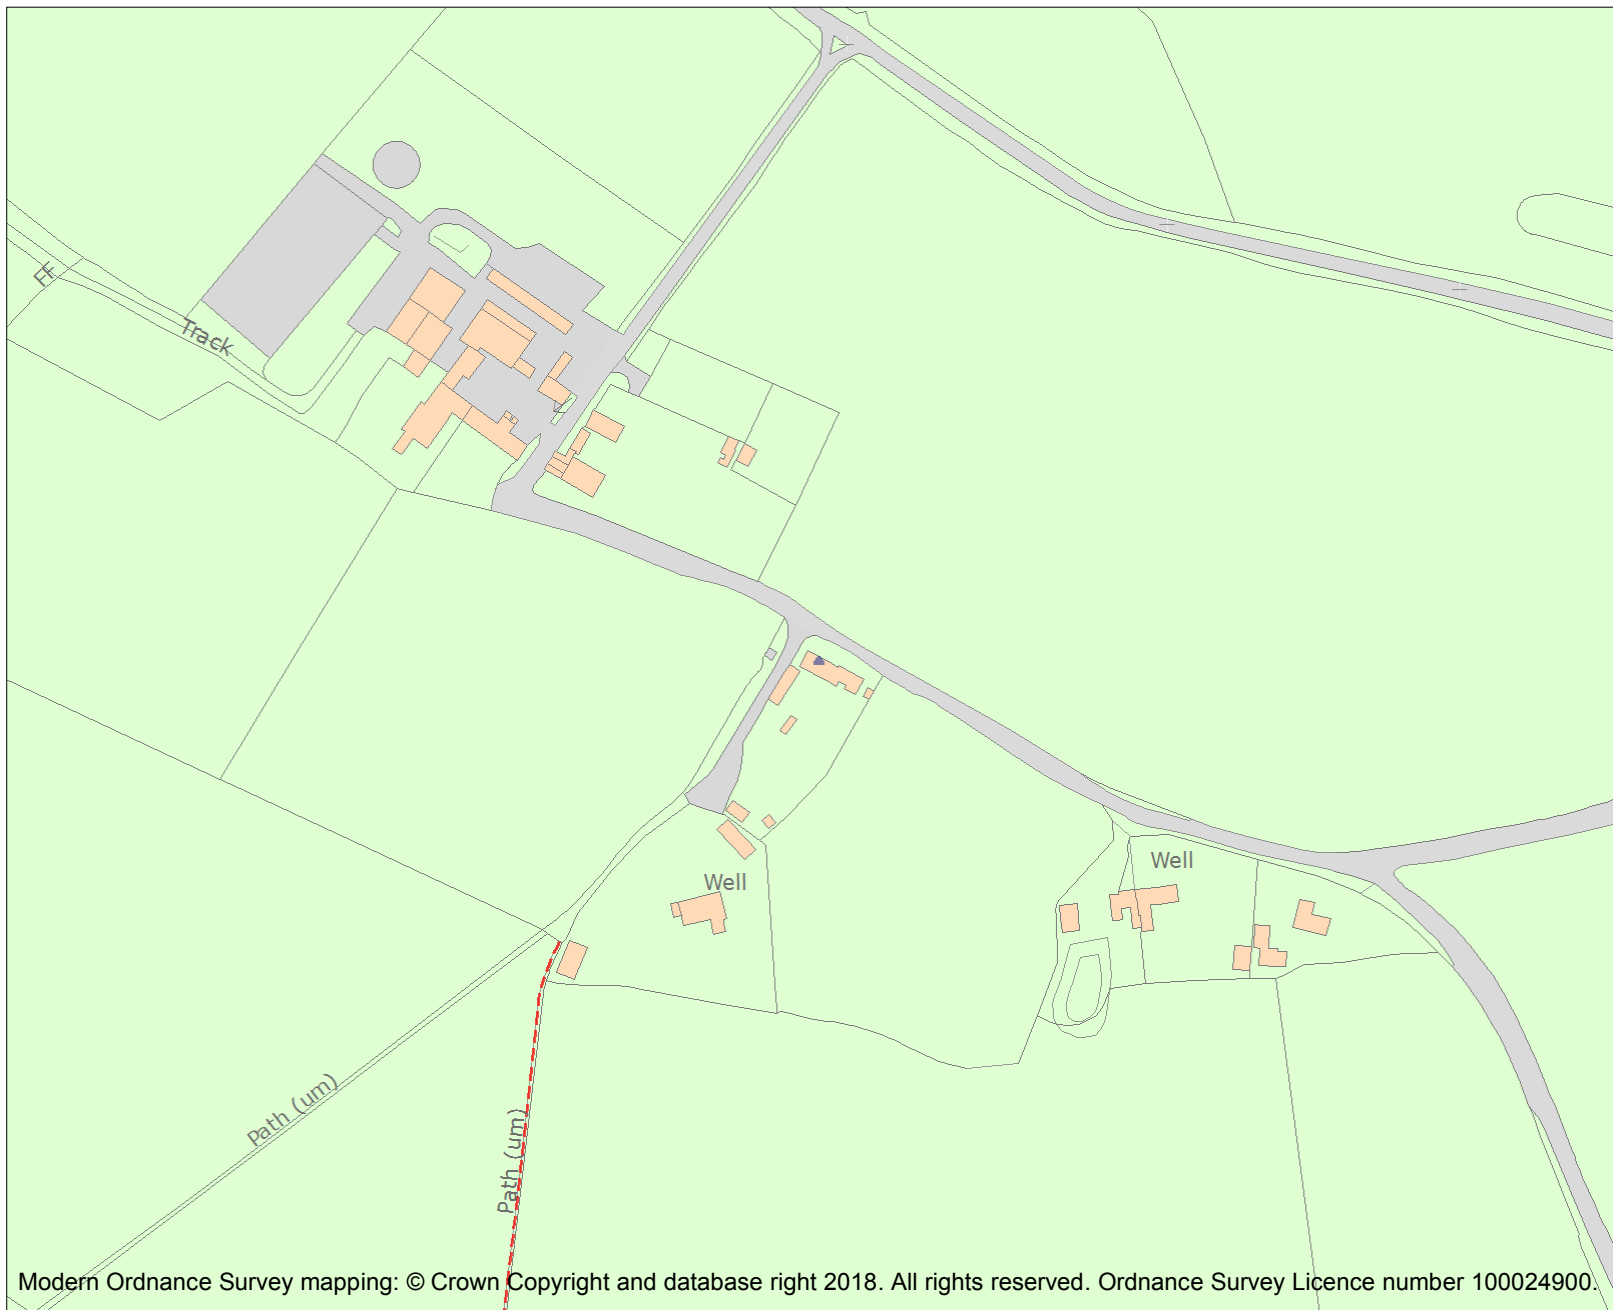 FF
Track
Well
Well
Path (um)
Path (um)
Modern Ordnance Survey mapping: © Crown Copyright and database right 2018. All rights reserved. Ordnance Survey Licence number 100024900.